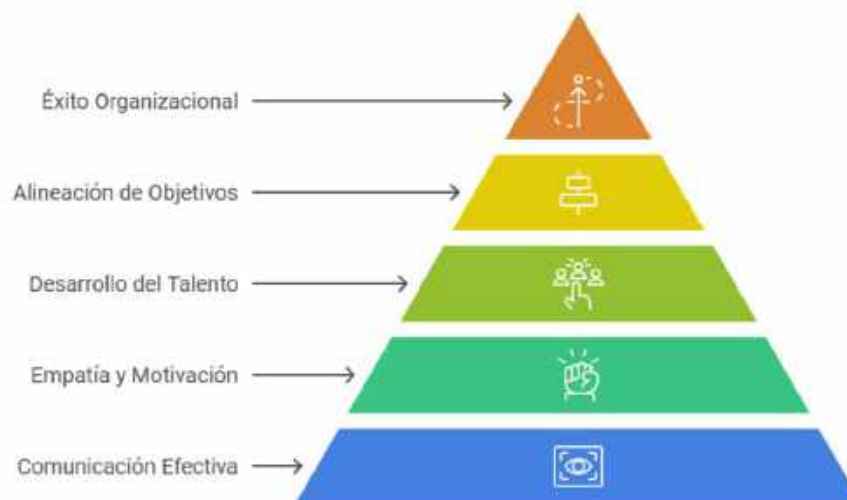 Éxito Organizacional
Alineación de Objetivos
Desarrollo del Talento
Empatía y Motivación
Comunicación Efectiva